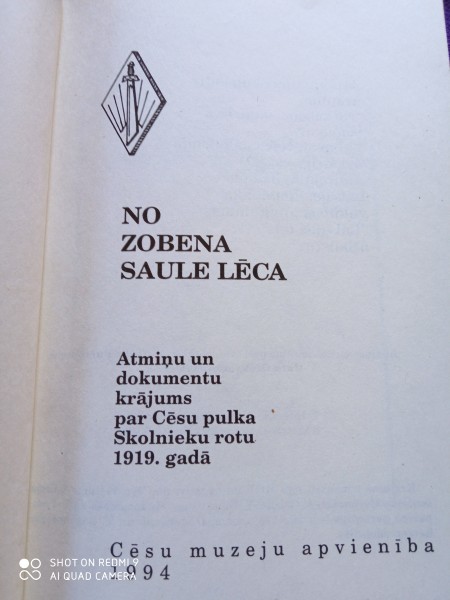 NO
ZOBENA
SAULE LĒCA
Atmiņu un
dokumentu
krājums
par Cēsu pulka
Skolnieku rotu
1919. gadā
Cēsu muzeju apvienība
1994
SHOT ON REDMI 9
AI QUAD CAMERA